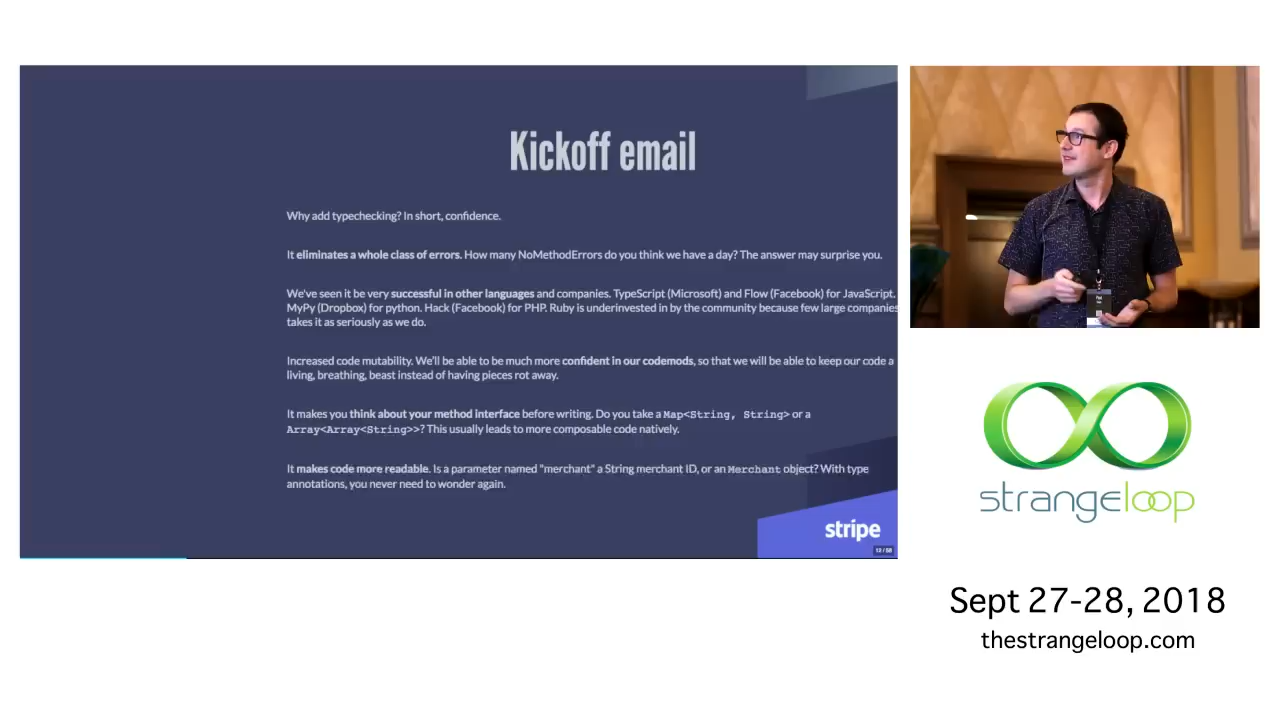 Kickoff email
Why add typechecking? In short, confidence.
It eliminates a whole class of errors. How many NoMethodErrors do you think we have a day? The answer may surprise you.
We've seen it be very successful in other languages and companies. TypeScript (Microsoft) and Flow (Facebook) for JavaScript.
MyPy (Dropbox) for python. Hack (Facebook) for PHP. Ruby is underinvested in by the community because few large companies
takes it as seriously as we do.
Increased code mutability. We'll be able to be much more confident in our codemods, so that we will be able to keep our code a
living, breathing, beast instead of having pieces rot away.
It makes you think about your method interface before writing. Do you take a Map<String, String> or a
Array<Array<String>>? This usually leads to more composable code natively.
It makes code more readable. Is a parameter named "merchant" a String merchant ID, or an Merchant object? With type
annotations, you never need to wonder again.
stripe
12 / 58
strangeloop
Sept 27-28, 2018
thestrangeloop.com